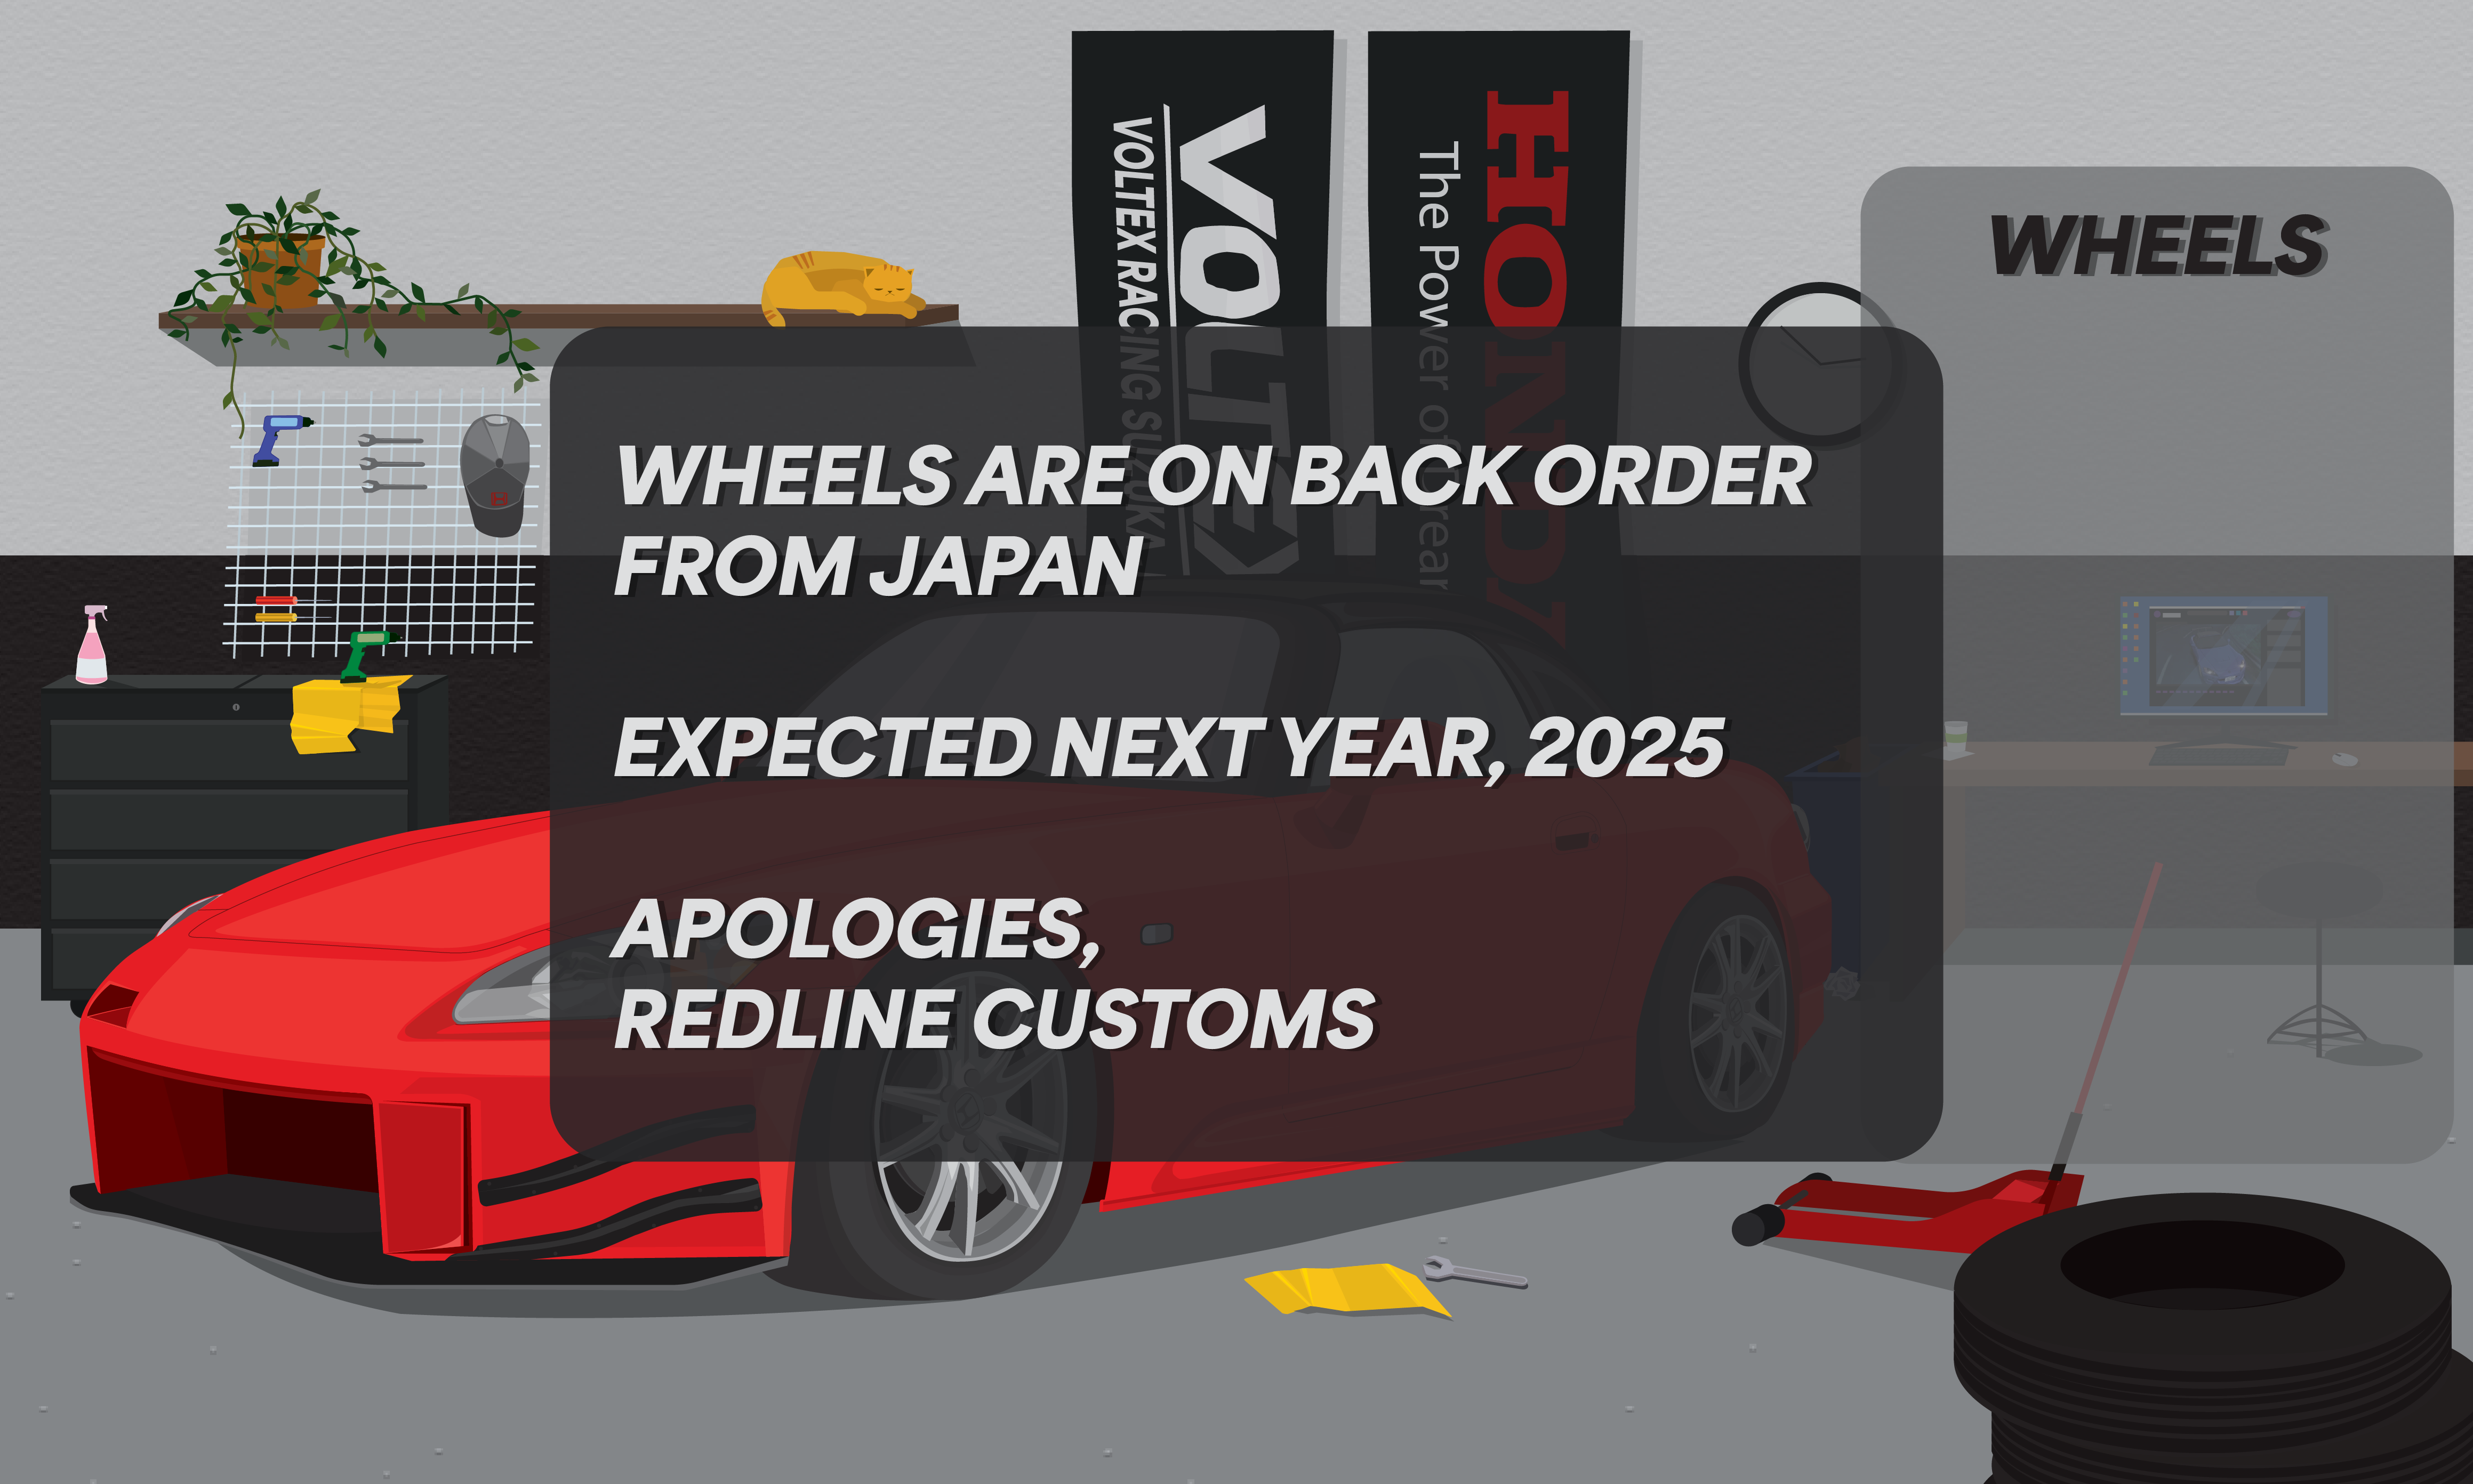 VOLTEX
VOLTEX RACING SUZUKA
HONDA
The Power of Dreams
WHEELS
WHEELS ARE ON BACK ORDER
FROM JAPAN
EXPECTED NEXT YEAR, 2025
APOLOGIES,
REDLINE CUSTOMS